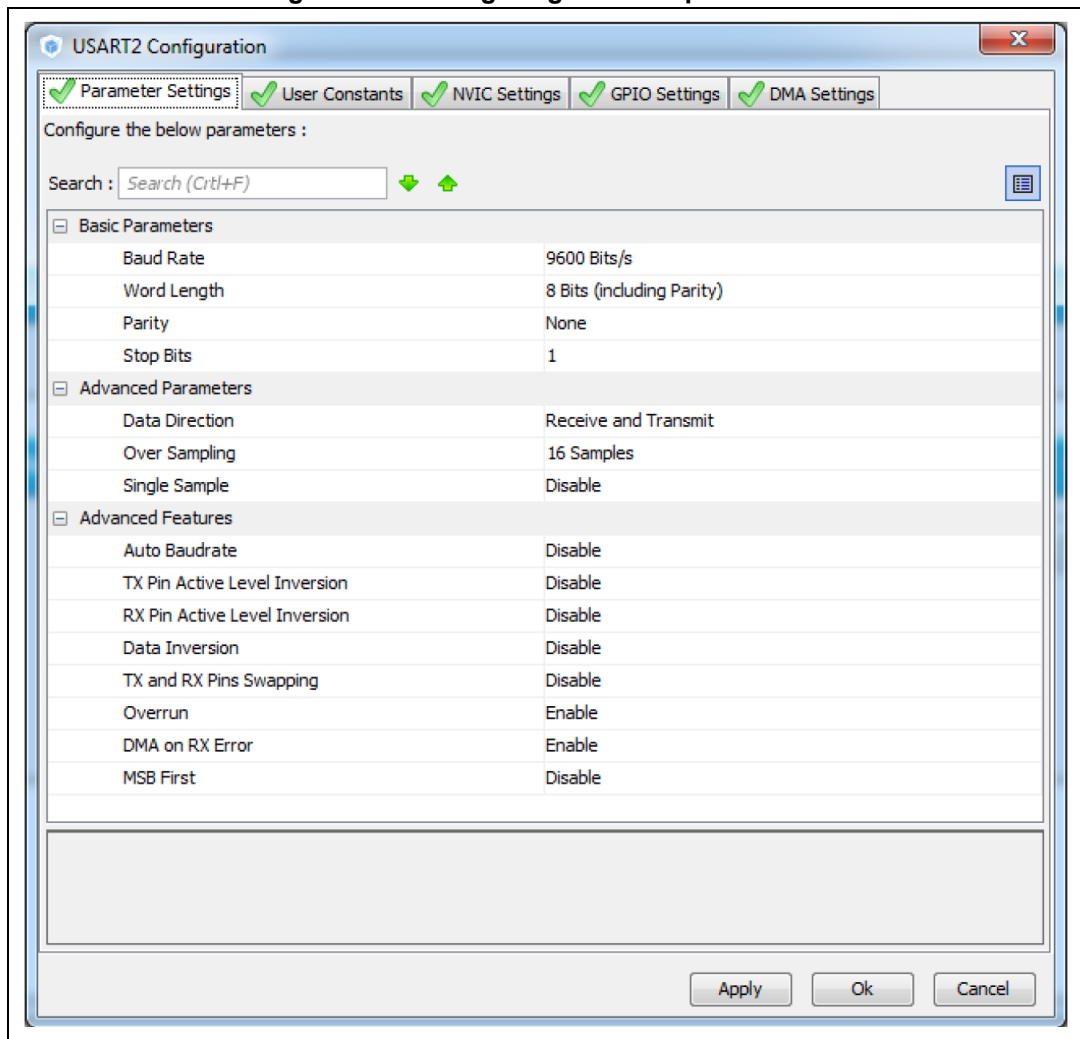 USART2 Configuration
Parameter Settings User Constants NVIC Settings GPIO Settings DMA Settings
Configure the below parameters :
Search : Search (Crtl+F)
Basic Parameters
Baud Rate 9600 Bits/s
Word Length 8 Bits (including Parity)
Parity None
Stop Bits 1
Advanced Parameters
Data Direction Receive and Transmit
Over Sampling 16 Samples
Single Sample Disable
Advanced Features
Auto Baudrate Disable
TX Pin Active Level Inversion Disable
RX Pin Active Level Inversion Disable
Data Inversion Disable
TX and RX Pins Swapping Disable
Overrun Enable
DMA on RX Error Enable
MSB First Disable
Apply Ok Cancel